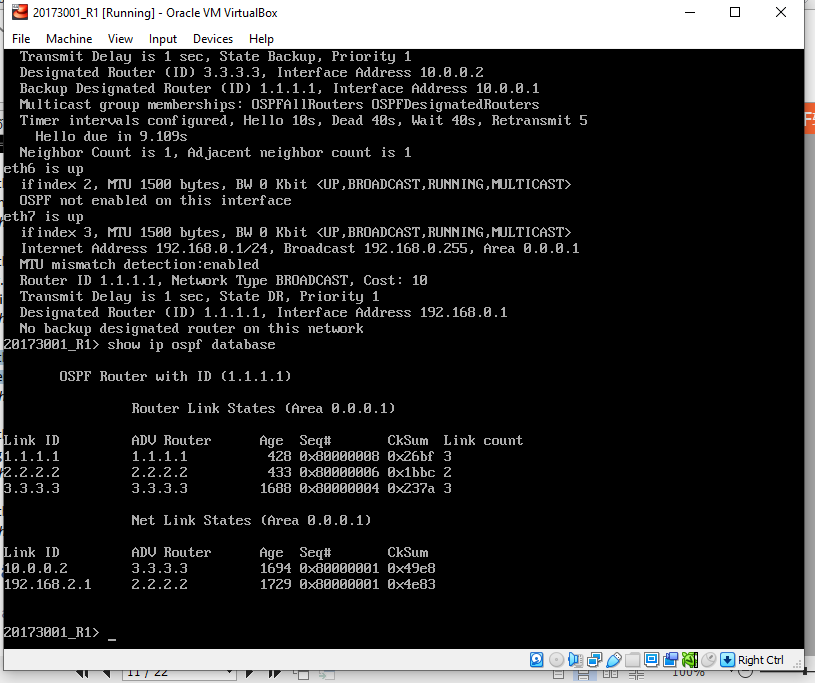 20173001_R1 [Running] - Oracle VM VirtualBox
File Machine View Input Devices Help
Transmit Delay is 1 sec, State Backup, Priority 1
Designated Router (ID) 3.3.3.3, Interface Address 10.0.0.2
Backup Designated Router (ID) 1.1.1.1, Interface Address 10.0.0.1
Multicast group memberships: OSPFAllRouters OSPFDesignatedRouters
Timer intervals configured, Hello 10s, Dead 40s, Wait 40s, Retransmit 5
Hello due in 9.109s
Neighbor Count is 1, Adjacent neighbor count is 1
eth6 is up
ifindex 2, MTU 1500 bytes, BW 0 Kbit <UP,BROADCAST,RUNNING,MULTICAST>
OSPF not enabled on this interface
eth7 is up
ifindex 3, MTU 1500 bytes, BW 0 Kbit <UP,BROADCAST,RUNNING,MULTICAST>
Internet Address 192.168.0.1/24, Broadcast 192.168.0.255, Area 0.0.0.1
MTU mismatch detection:enabled
Router ID 1.1.1.1, Network Type BROADCAST, Cost: 10
Transmit Delay is 1 sec, State DR, Priority 1
Designated Router (ID) 1.1.1.1, Interface Address 192.168.0.1
No backup designated router on this network
20173001_R1> show ip ospf database
OSPF Router with ID (1.1.1.1)
Router Link States (Area 0.0.0.1)
Link ID ADV Router Age Seq# CkSum Link count
1.1.1.1 1.1.1.1 428 0x80000008 0x26bf 3
2.2.2.2 2.2.2.2 433 0x80000006 0x1bbc 2
3.3.3.3 3.3.3.3 1688 0x80000004 0x237a 3
Net Link States (Area 0.0.0.1)
Link ID ADV Router Age Seq# CkSum
10.0.0.2 3.3.3.3 1694 0x80000001 0x49e8
192.168.2.1 2.2.2.2 1729 0x80000001 0x4e83
20173001_R1> _
Right Ctrl
11 / 22
100%